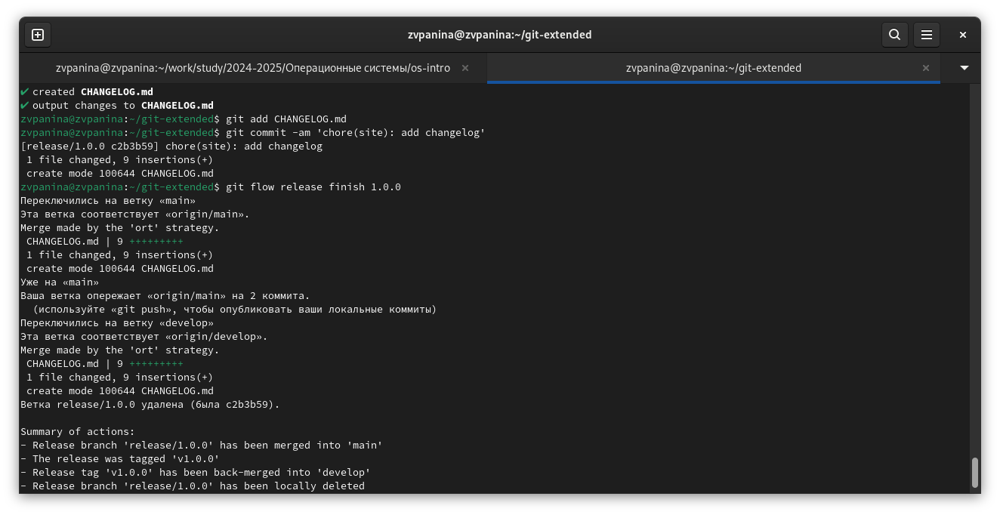 zvpanina@zvpanina:~/git-extended
zvpanina@zvpanina:~/work/study/2024-2025/Операционные системы/os-intro
zvpanina@zvpanina:~/git-extended
✔ created CHANGELOG.md
✔ output changes to CHANGELOG.md
zvpanina@zvpanina:~/git-extended$ git add CHANGELOG.md
zvpanina@zvpanina:~/git-extended$ git commit -am 'chore(site): add changelog'
[release/1.0.0 c2b3b59] chore(site): add changelog
 1 file changed, 9 insertions(+)
 create mode 100644 CHANGELOG.md
zvpanina@zvpanina:~/git-extended$ git flow release finish 1.0.0
Переключились на ветку «main»
Эта ветка соответствует «origin/main».
Merge made by the 'ort' strategy.
 CHANGELOG.md | 9 +++++++++
 1 file changed, 9 insertions(+)
 create mode 100644 CHANGELOG.md
Уже на «main»
Ваша ветка опережает «origin/main» на 2 коммита.
  (используйте «git push», чтобы опубликовать ваши локальные коммиты)
Переключились на ветку «develop»
Эта ветка соответствует «origin/develop».
Merge made by the 'ort' strategy.
 CHANGELOG.md | 9 +++++++++
 1 file changed, 9 insertions(+)
 create mode 100644 CHANGELOG.md
Ветка release/1.0.0 удалена (была c2b3b59).
Summary of actions:
- Release branch 'release/1.0.0' has been merged into 'main'
- The release was tagged 'v1.0.0'
- Release tag 'v1.0.0' has been back-merged into 'develop'
- Release branch 'release/1.0.0' has been locally deleted